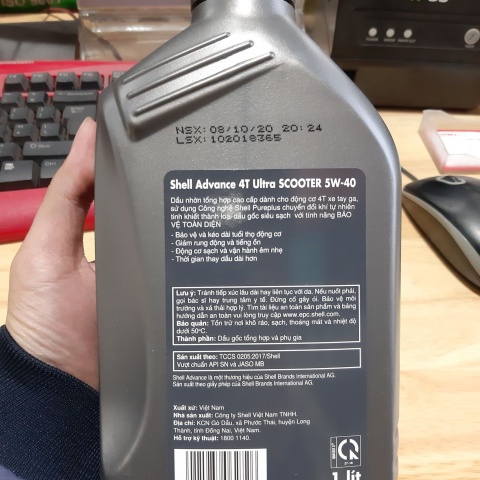 NSX: 08/10/20 20:24
LSX: 102018365
Shell Advance 4T Ultra SCOOTER 5W-40
Dầu nhờn tổng hợp cao cấp dành cho động cơ 4T xe tay ga,
sử dụng Công nghệ Shell Pureplus chuyển đổi khí tự nhiên
tinh khiết thành loại dầu gốc siêu sạch với tính năng BẢO
VỆ TOÀN DIỆN
- Bảo vệ và kéo dài tuổi thọ động cơ
- Giảm rung động và tiếng ồn
- Động cơ sạch và vận hành êm nhẹ
- Thời gian thay dầu dài hơn
Lưu ý: Tránh tiếp xúc lâu dài hay liên tục với da. Nếu nuốt phải,
gọi bác sĩ hay trung tâm y tế. Đừng cố gây ói. Bảo vệ môi
trường và xả thải hợp lý. Tìm tài liệu an toàn sản phẩm và bảng
hướng dẫn an toàn vui lòng truy cập www.epc.shell.com.
Bảo quản: Tồn trữ nơi khô ráo, sạch, thoáng mát và nhiệt độ
dưới 50°C.
Thành phần: Dầu gốc tổng hợp và phụ gia
Sản xuất theo: TCCS 0205:2017/Shell
Vượt chuẩn API SN và JASO MB
Shell Advance là một thương hiệu của Shell Brands International AG.
Sản xuất theo giấy phép của Shell Brands International AG.
Xuất xứ: Việt Nam
Nhà sản xuất: Công ty Shell Việt Nam TNHH.
Địa chỉ: KCN Gò Dầu, xã Phước Thái, huyện Long
Thành, tỉnh Đồng Nai, Việt Nam.
Hỗ trợ kỹ thuật: 1800 1140.
1 lít